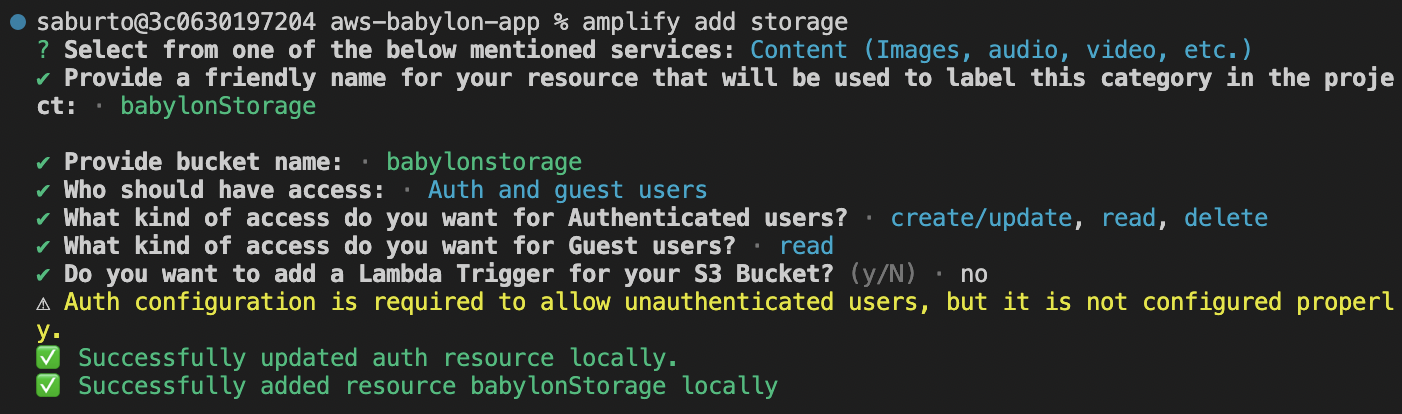 saburto@3c0630197204 aws-babylon-app % amplify add storage
? Select from one of the below mentioned services: Content (Images, audio, video, etc.)
✔ Provide a friendly name for your resource that will be used to label this category in the proje
ct: · babylonStorage
✔ Provide bucket name: · babylonstorage
✔ Who should have access: · Auth and guest users
✔ What kind of access do you want for Authenticated users? · create/update, read, delete
✔ What kind of access do you want for Guest users? · read
✔ Do you want to add a Lambda Trigger for your S3 Bucket? (y/N) · no
⚠ Auth configuration is required to allow unauthenticated users, but it is not configured properl
y.
✅ Successfully updated auth resource locally.
✅ Successfully added resource babylonStorage locally